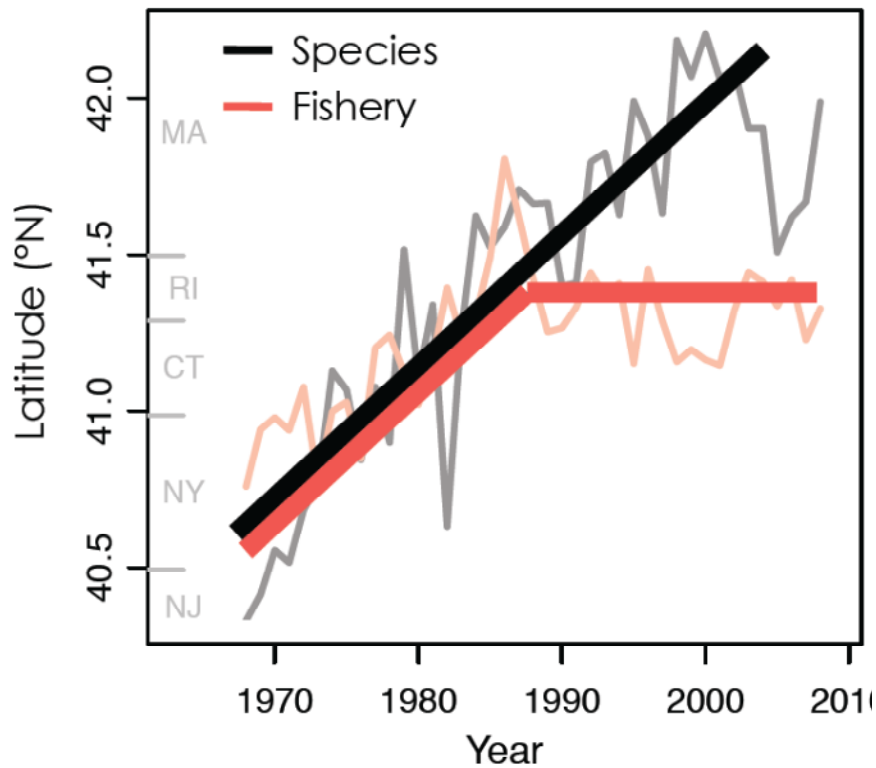 Species
Fishery
Latitude (°N)
42.0
41.5
41.0
40.5
MA
RI
CT
NY
NJ
1970
1980
1990
2000
Year